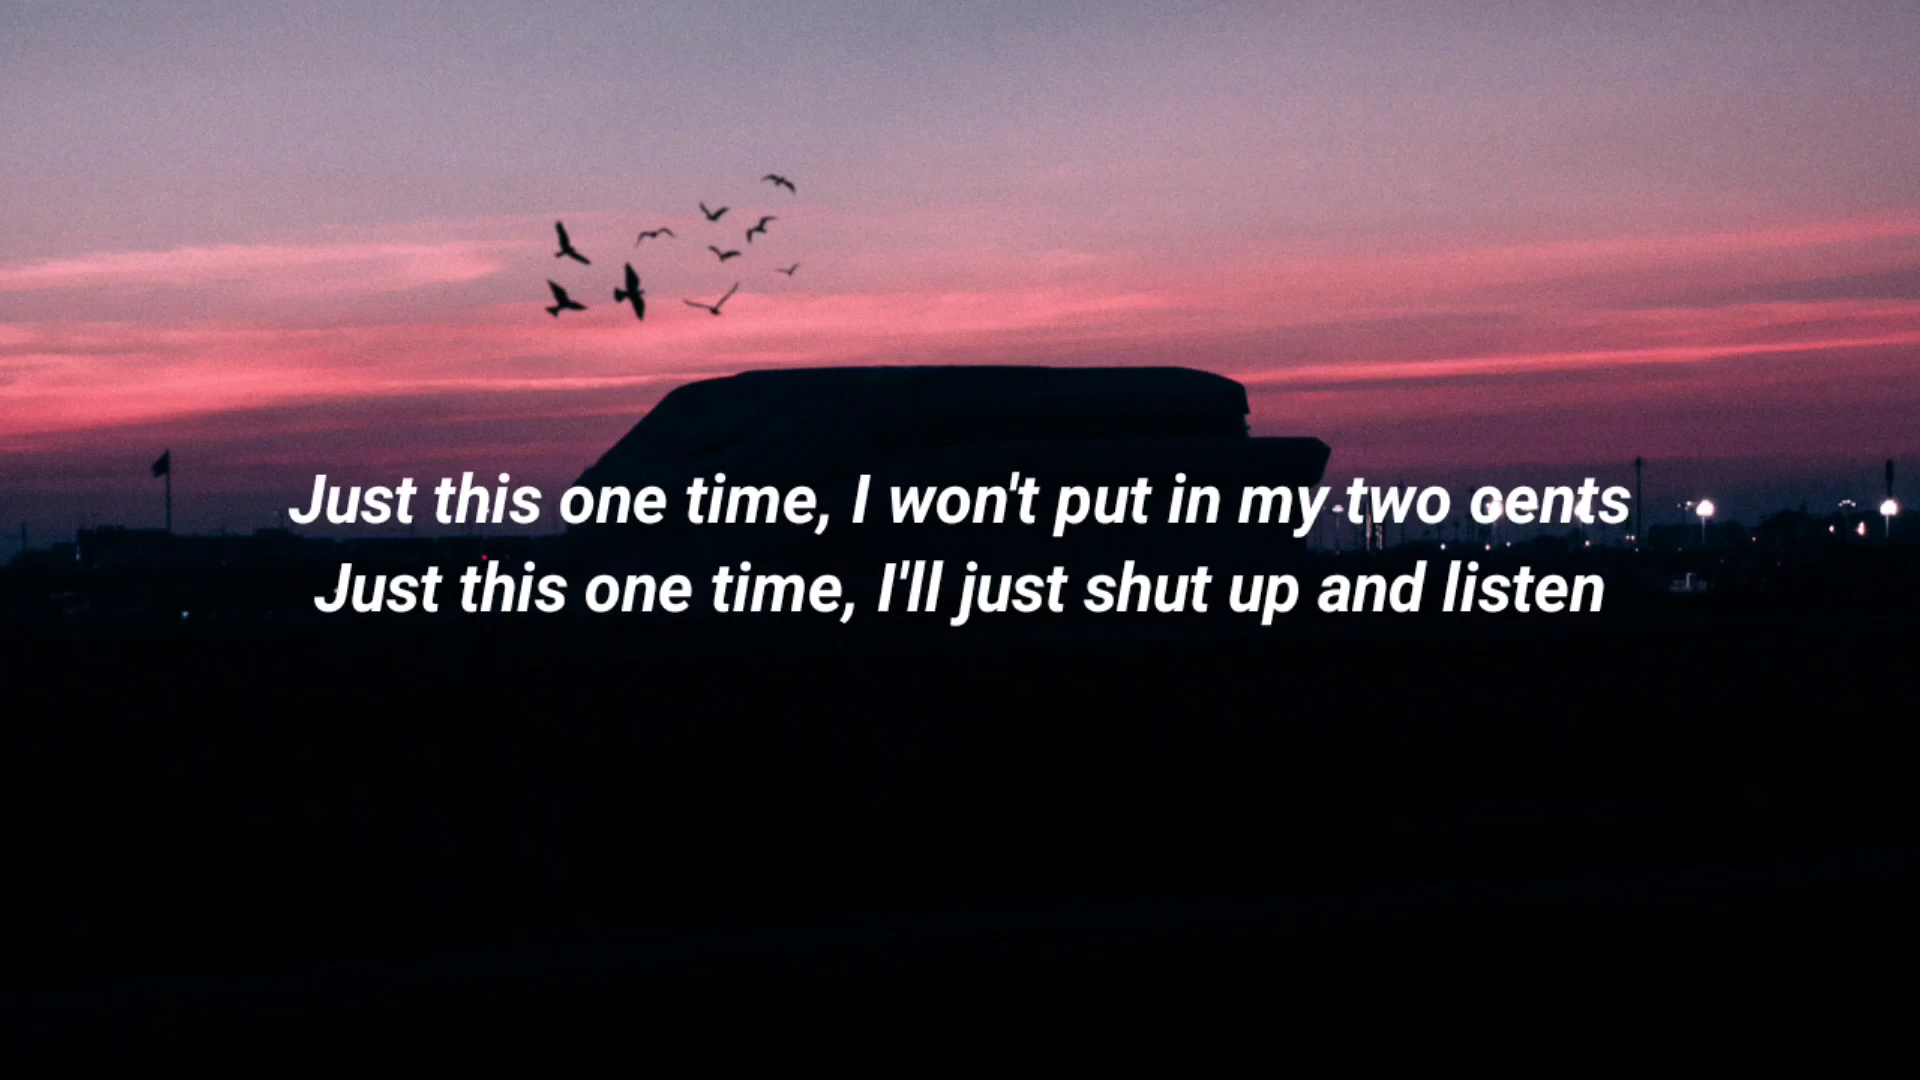 Just this one time, I won't put in my two cents
Just this one time, I'll just shut up and listen